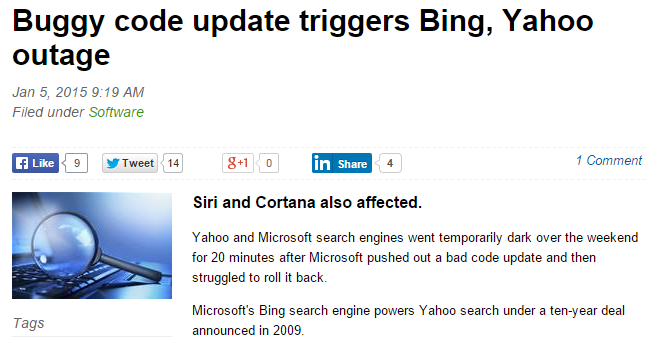 Buggy code update triggers Bing, Yahoo
outage
Jan 5, 2015 9:19 AM
Filed under Software
Like 9 Tweet 14 g+1 0 in Share 4 1 Comment
Siri and Cortana also affected.
Yahoo and Microsoft search engines went temporarily dark over the weekend
for 20 minutes after Microsoft pushed out a bad code update and then
struggled to roll it back.
Microsoft's Bing search engine powers Yahoo search under a ten-year deal
announced in 2009.
Tags